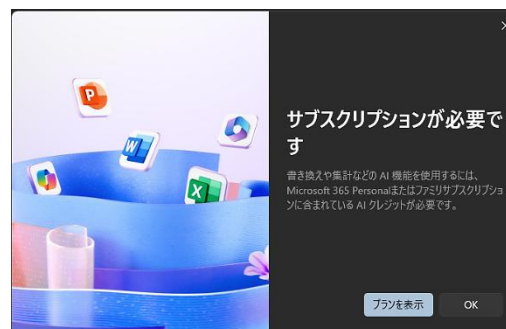 サブスクリプションが必要で
す
書き換えや集計などの AI 機能を使用するには、
Microsoft 365 Personalまたはファミリサブスクリプショ
ンに含まれている AI クレジットが必要です。
プランを表示
OK
P
W
X